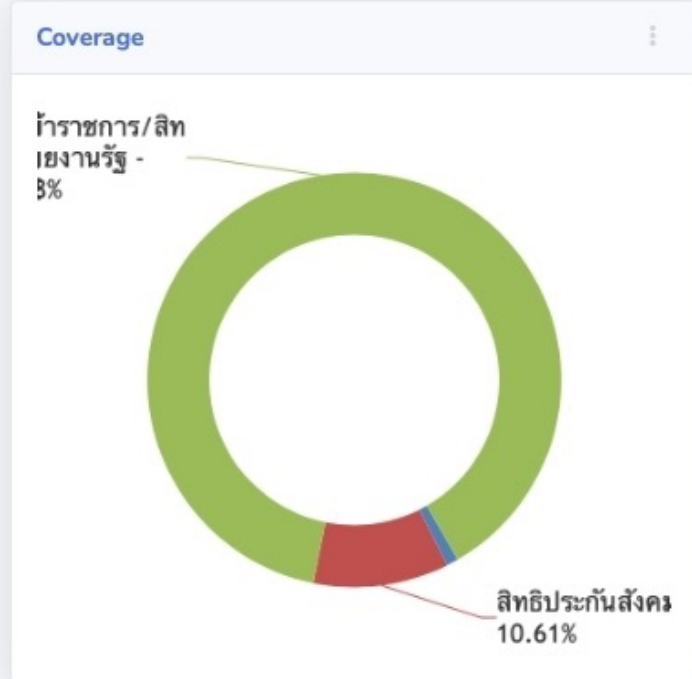 Coverage
้าราชการ/สิท
ยงานรัฐ -
%
สิทธิประกันสังคม
10.61%